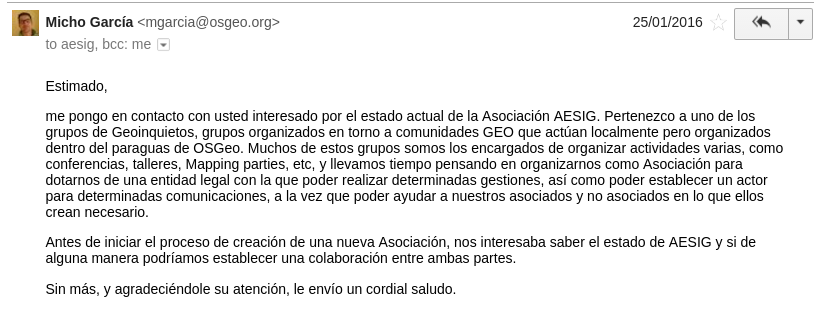 Micho García <mgarcia@osgeo.org> 25/01/2016
to aesig, bcc: me
Estimado,
me pongo en contacto con usted interesado por el estado actual de la Asociación AESIG. Pertenezco a uno de los
grupos de Geoinquietos, grupos organizados en torno a comunidades GEO que actúan localmente pero organizados
dentro del paraguas de OSGeo. Muchos de estos grupos somos los encargados de organizar actividades varias, como
conferencias, talleres, Mapping parties, etc, y llevamos tiempo pensando en organizarnos como Asociación para
dotarnos de una entidad legal con la que poder realizar determinadas gestiones, así como poder establecer un actor
para determinadas comunicaciones, a la vez que poder ayudar a nuestros asociados y no asociados en lo que ellos
crean necesario.
Antes de iniciar el proceso de creación de una nueva Asociación, nos interesaba saber el estado de AESIG y si de
alguna manera podríamos establecer una colaboración entre ambas partes.
Sin más, y agradeciéndole su atención, le envío un cordial saludo.